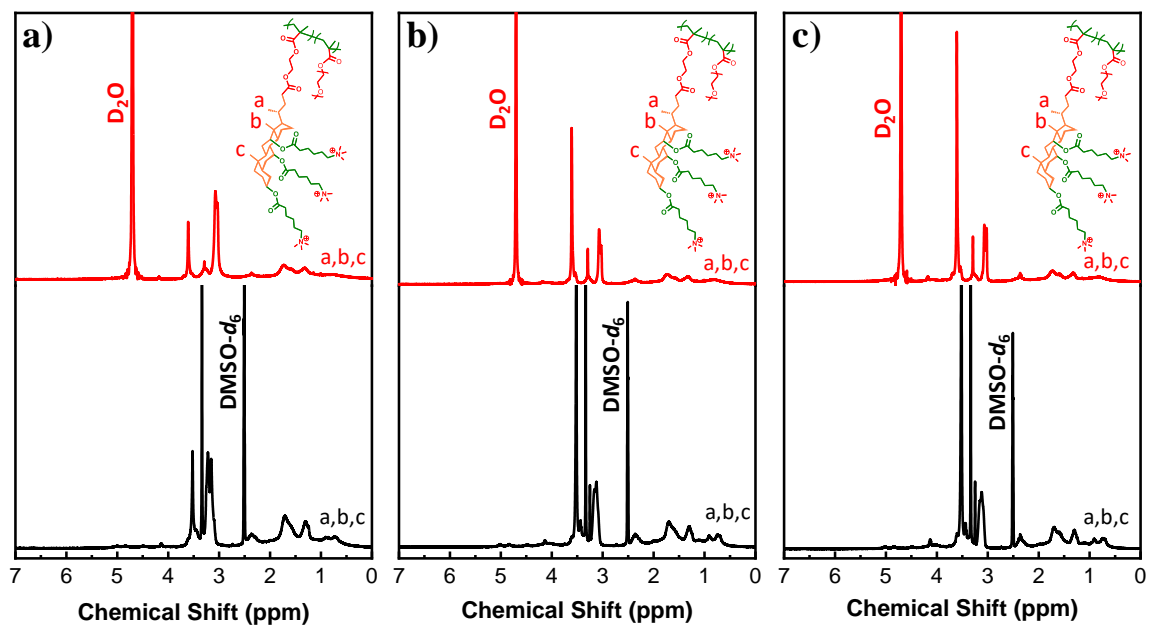 a)
D₂O
a
b
c
a,b,c
DMSO-d₆
a,b,c
7 6 5 4 3 2 1 0
Chemical Shift (ppm)
b)
D₂O
a
b
c
a,b,c
DMSO-d₆
a,b,c
7 6 5 4 3 2 1 0
Chemical Shift (ppm)
c)
D₂O
a
b
c
a,b,c
DMSO-d₆
a,b,c
7 6 5 4 3 2 1 0
Chemical Shift (ppm)